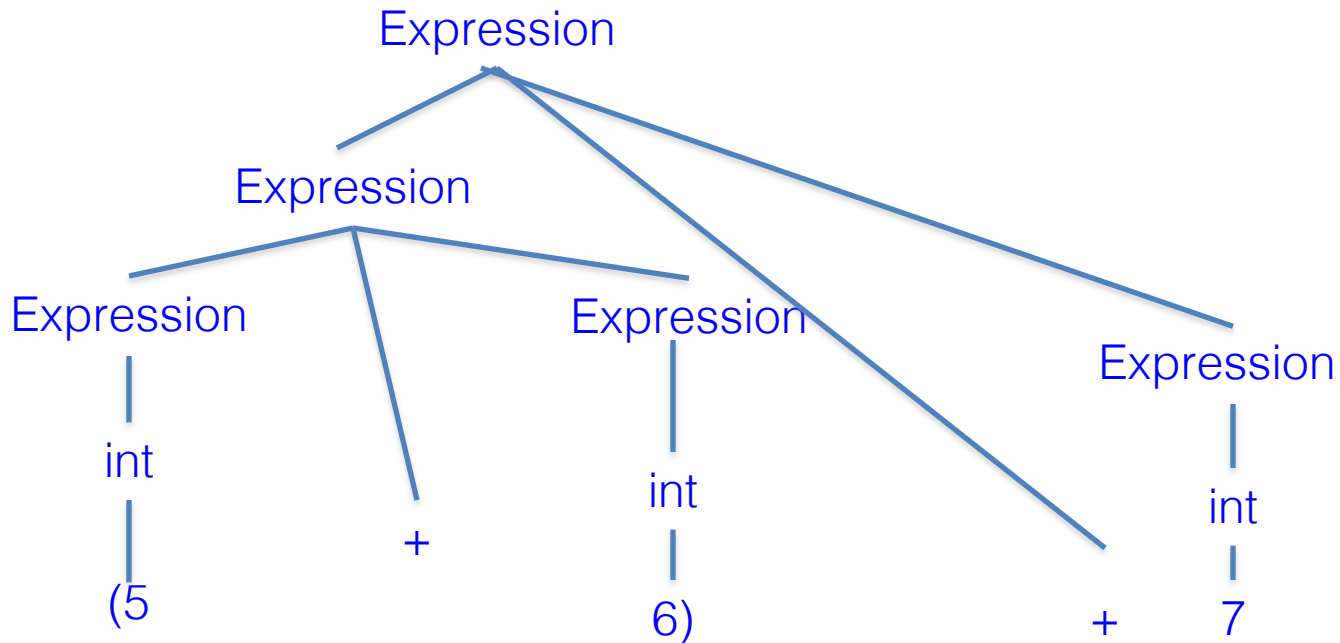 Expression
Expression
Expression
Expression
Expression
int
int
int
+
(5
6)
+
7